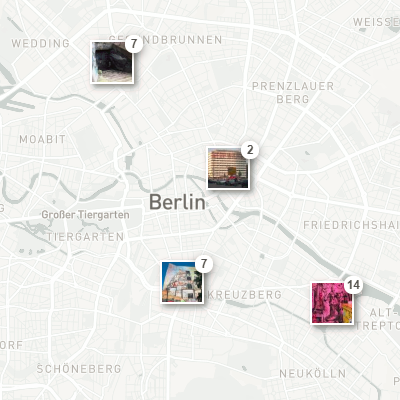 WEISSE
WEDDING
7
GESUNDBRUNNEN
PRENZLAUER
BERG
MOABIT
2
Berlin
Großer Tiergarten
FRIEDRICHSHAI
TIERGARTEN
7
KREUZBERG
14
ALT-
TREPTO
ORF
SCHÖNEBERG
NEUKÖLLN